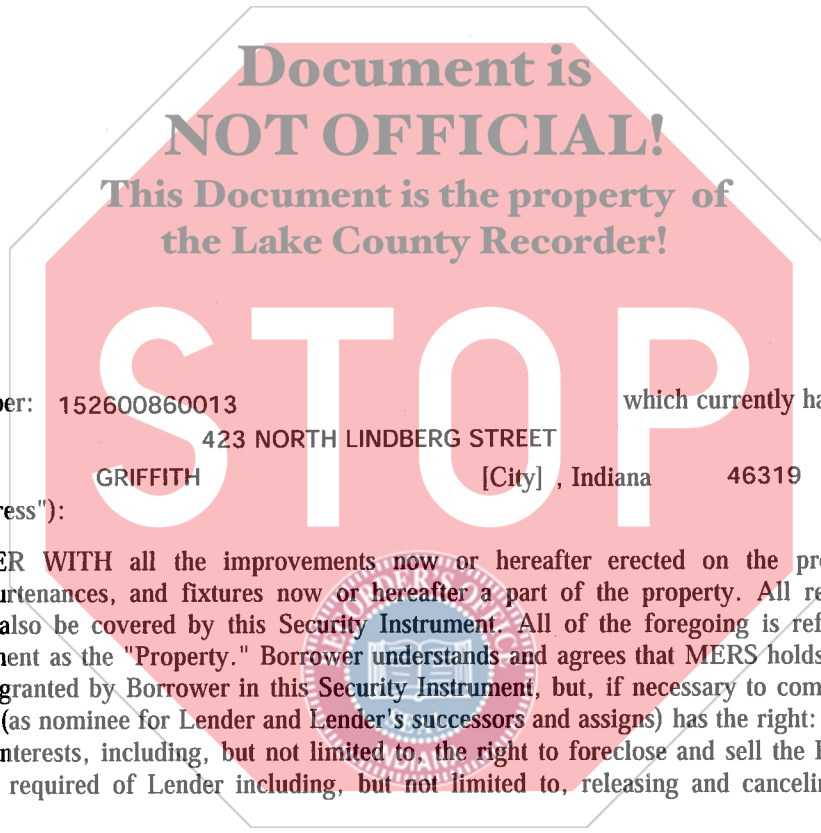 Document is
NOT OFFICIAL!
This Document is the property of
the Lake County Recorder!
STOP
ber: 152600860013 which currently ha
423 NORTH LINDBERG STREET
GRIFFITH [City] , Indiana 46319
ress"):
ER WITH all the improvements now or hereafter erected on the pr
urtenances, and fixtures now or hereafter a part of the property. All re
also be covered by this Security Instrument. All of the foregoing is ref
nent as the "Property." Borrower understands and agrees that MERS holds
granted by Borrower in this Security Instrument, but, if necessary to com
(as nominee for Lender and Lender's successors and assigns) has the right:
nterests, including, but not limited to, the right to foreclose and sell the
required of Lender including, but not limited to, releasing and cancelin
RECORDER'S OFFICE
INDIANA